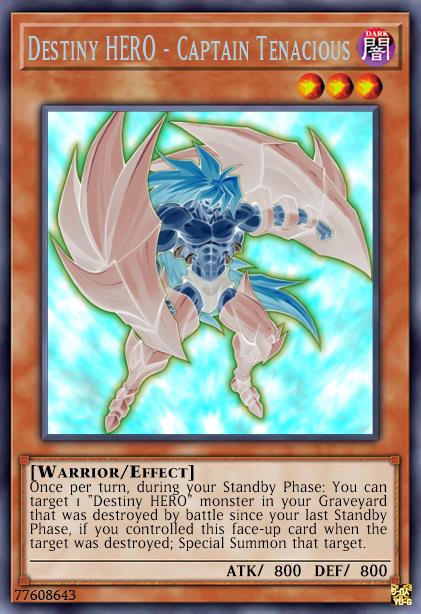 Destiny HERO - Captain Tenacious
DARK
闇
[Warrior/Effect]
Once per turn, during your Standby Phase: You can
target 1 "Destiny HERO" monster in your Graveyard
that was destroyed by battle since your last Standby
Phase, if you controlled this face-up card when the
target was destroyed; Special Summon that target.
ATK/ 800 DEF/ 800
77608643